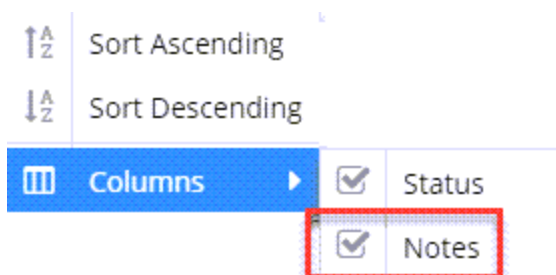 Sort Ascending
Sort Descending
Columns
Status
Notes